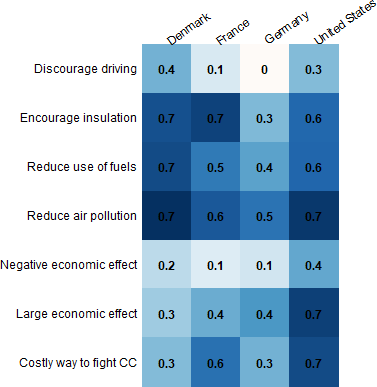 Denmark France Germany United States
Discourage driving 0.4 0.1 0 0.3
Encourage insulation 0.7 0.7 0.3 0.6
Reduce use of fuels 0.7 0.5 0.4 0.6
Reduce air pollution 0.7 0.6 0.5 0.7
Negative economic effect 0.2 0.1 0.1 0.4
Large economic effect 0.3 0.4 0.4 0.7
Costly way to fight CC 0.3 0.6 0.3 0.7